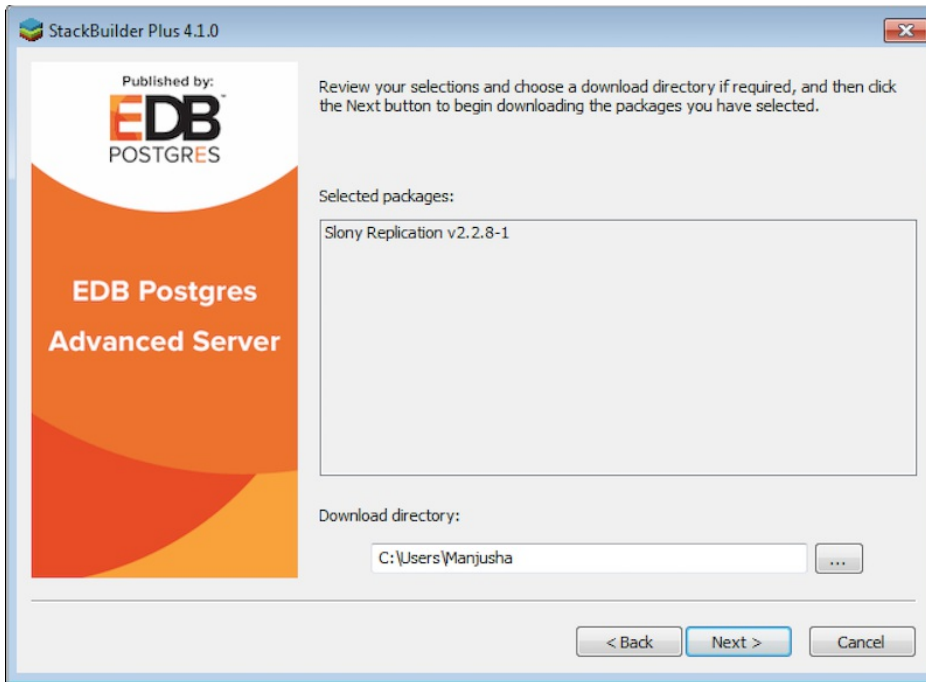 StackBuilder Plus 4.1.0
Published by:
EDB
POSTGRES
EDB Postgres
Advanced Server
Review your selections and choose a download directory if required, and then click
the Next button to begin downloading the packages you have selected.
Selected packages:
Slony Replication v2.2.8-1
Download directory:
C:\Users\Manjusha
...
< Back
Next >
Cancel